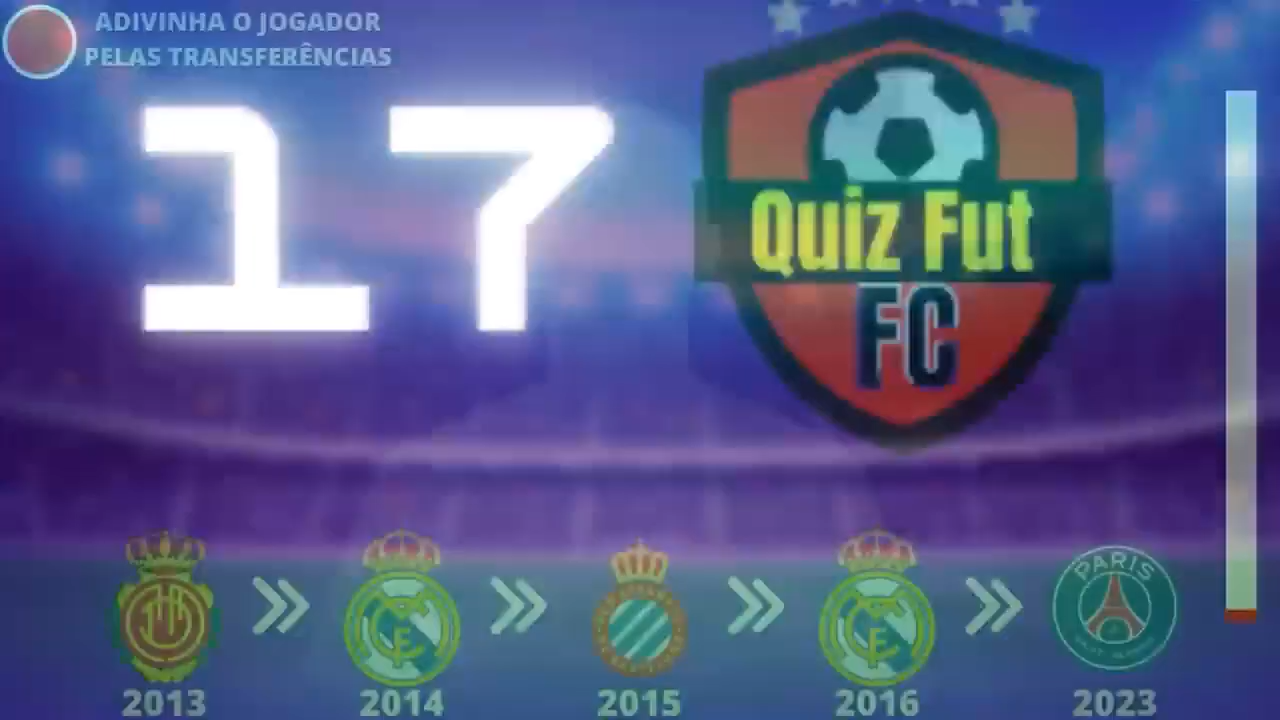 ADIVINHA O JOGADOR
PELAS TRANSFERÊNCIAS
17
Quiz Fut
FC
PARIS
2013
2014
2015
2016
2023